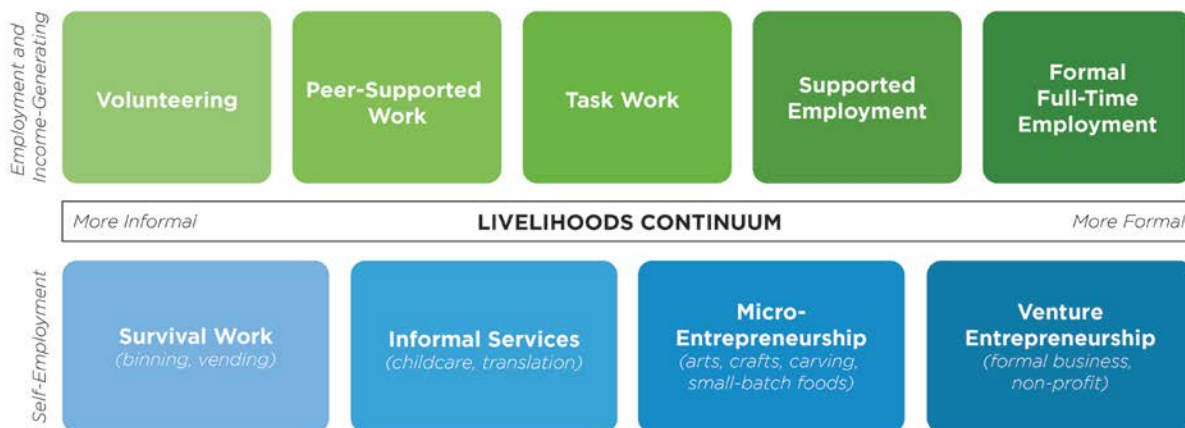 Employment and
Income-Generating
Volunteering
Peer-Supported
Work
Task Work
Supported
Employment
Formal
Full-Time
Employment
More Informal
LIVELIHOODS CONTINUUM
More Formal
Self-Employment
Survival Work
(binning, vending)
Informal Services
(childcare, translation)
Micro-
Entrepreneurship
(arts, crafts, carving,
small-batch foods)
Venture
Entrepreneurship
(formal business,
non-profit)